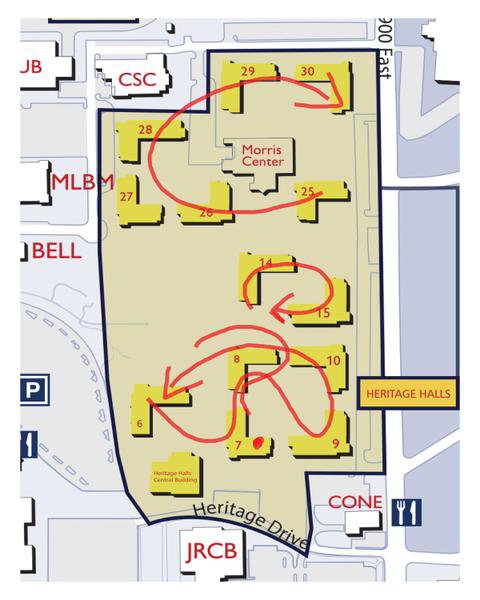 900 East
29
30
UB
CSC
28
Morris
Center
MLBM
27
26
25
BELL
14
15
8
10
P
HERITAGE HALLS
6
7
9
Heritage Halls
Central Building
CONE
Heritage Drive
JRCB